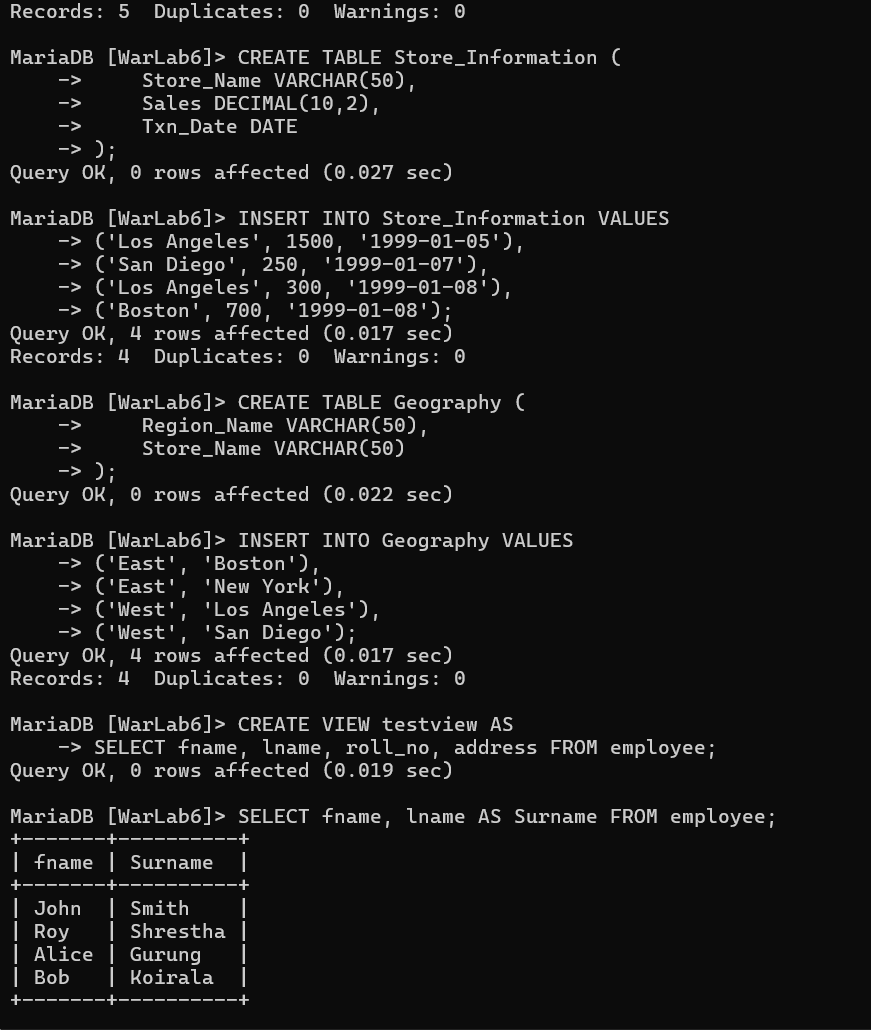 Records: 5  Duplicates: 0  Warnings: 0
MariaDB [WarLab6]> CREATE TABLE Store_Information (
    ->     Store_Name VARCHAR(50),
    ->     Sales DECIMAL(10,2),
    ->     Txn_Date DATE
    -> );
Query OK, 0 rows affected (0.027 sec)
MariaDB [WarLab6]> INSERT INTO Store_Information VALUES
    -> ('Los Angeles', 1500, '1999-01-05'),
    -> ('San Diego', 250, '1999-01-07'),
    -> ('Los Angeles', 300, '1999-01-08'),
    -> ('Boston', 700, '1999-01-08');
Query OK, 4 rows affected (0.017 sec)
Records: 4  Duplicates: 0  Warnings: 0
MariaDB [WarLab6]> CREATE TABLE Geography (
    ->     Region_Name VARCHAR(50),
    ->     Store_Name VARCHAR(50)
    -> );
Query OK, 0 rows affected (0.022 sec)
MariaDB [WarLab6]> INSERT INTO Geography VALUES
    -> ('East', 'Boston'),
    -> ('East', 'New York'),
    -> ('West', 'Los Angeles'),
    -> ('West', 'San Diego');
Query OK, 4 rows affected (0.017 sec)
Records: 4  Duplicates: 0  Warnings: 0
MariaDB [WarLab6]> CREATE VIEW testview AS
    -> SELECT fname, lname, roll_no, address FROM employee;
Query OK, 0 rows affected (0.019 sec)
MariaDB [WarLab6]> SELECT fname, lname AS Surname FROM employee;
+-------+----------+
| fname | Surname  |
+-------+----------+
| John  | Smith    |
| Roy   | Shrestha |
| Alice | Gurung   |
| Bob   | Koirala  |
+-------+----------+